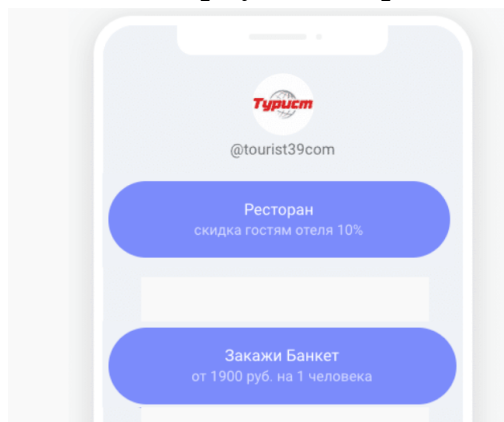 Турист
@tourist39com
Ресторан
скидка гостям отеля 10%
Закажи Банкет
от 1900 руб. на 1 человека